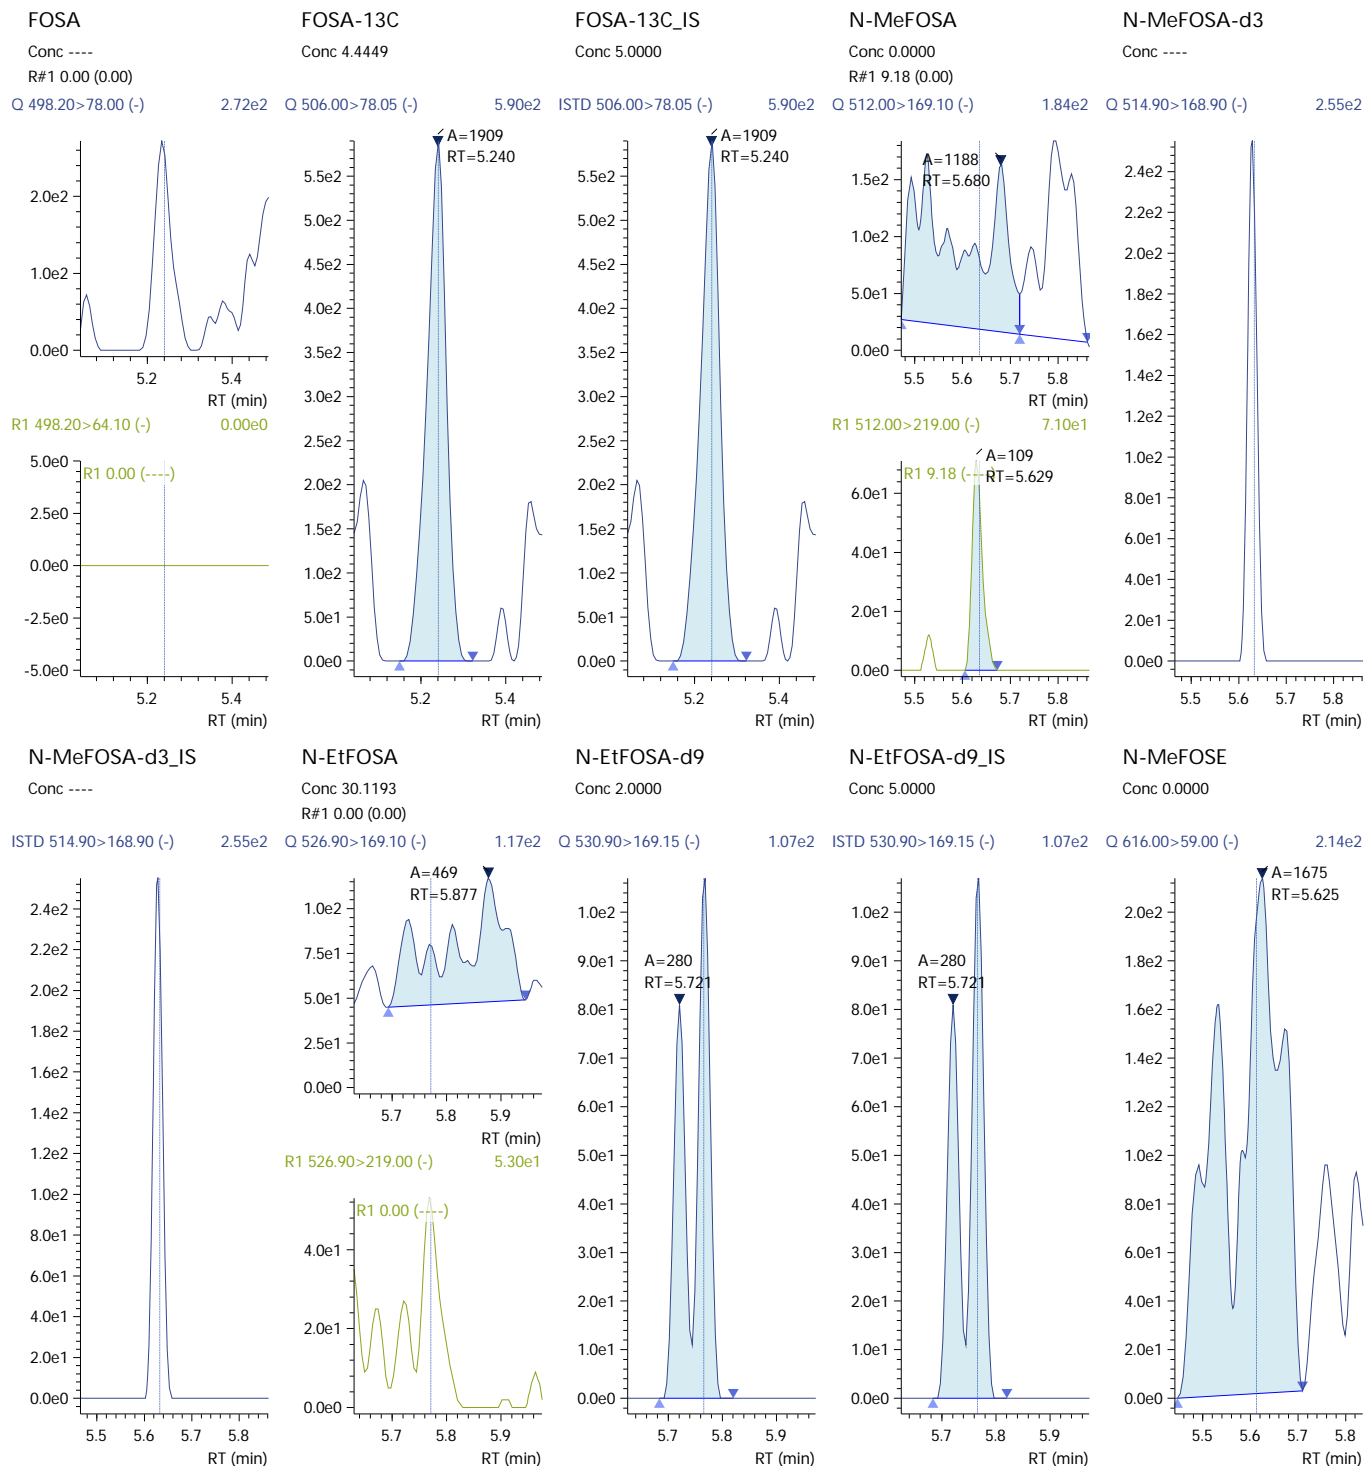 FOSA
Conc ----
R#1 0.00 (0.00)
Q 498.20>78.00 (-) 2.72e2
2.0e2
1.0e2
0.0e0
5.2 5.4
RT (min)
R1 498.20>64.10 (-) 0.00e0
R1 0.00 (----)
5.0e0
2.5e0
0.0e0
-2.5e0
-5.0e0
5.2 5.4
RT (min)
FOSA-13C
Conc 4.4449
Q 506.00>78.05 (-) 5.90e2
A=1909
RT=5.240
5.5e2
5.0e2
4.5e2
4.0e2
3.5e2
3.0e2
2.5e2
2.0e2
1.5e2
1.0e2
5.0e1
0.0e0
5.2 5.4
RT (min)
FOSA-13C_IS
Conc 5.0000
ISTD 506.00>78.05 (-) 5.90e2
A=1909
RT=5.240
5.5e2
5.0e2
4.5e2
4.0e2
3.5e2
3.0e2
2.5e2
2.0e2
1.5e2
1.0e2
5.0e1
0.0e0
5.2 5.4
RT (min)
N-MeFOSA
Conc 0.0000
R#1 9.18 (0.00)
Q 512.00>169.10 (-) 1.84e2
A=1188
RT=5.680
1.5e2
1.0e2
5.0e1
0.0e0
5.5 5.6 5.7 5.8
RT (min)
R1 512.00>219.00 (-) 7.10e1
A=109
R1 9.18 (----)
RT=5.629
6.0e1
4.0e1
2.0e1
0.0e0
5.5 5.6 5.7 5.8
RT (min)
N-MeFOSA-d3
Conc ----
Q 514.90>168.90 (-) 2.55e2
2.4e2
2.2e2
2.0e2
1.8e2
1.6e2
1.4e2
1.2e2
1.0e2
8.0e1
6.0e1
4.0e1
2.0e1
0.0e0
5.5 5.6 5.7 5.8
RT (min)
N-MeFOSA-d3_IS
Conc ----
ISTD 514.90>168.90 (-) 2.55e2
2.4e2
2.2e2
2.0e2
1.8e2
1.6e2
1.4e2
1.2e2
1.0e2
8.0e1
6.0e1
4.0e1
2.0e1
0.0e0
5.5 5.6 5.7 5.8
RT (min)
N-EtFOSA
Conc 30.1193
R#1 0.00 (0.00)
Q 526.90>169.10 (-) 1.17e2
A=469
RT=5.877
1.0e2
7.5e1
5.0e1
2.5e1
0.0e0
5.7 5.8 5.9
RT (min)
R1 526.90>219.00 (-) 5.30e1
R1 0.00 (----)
4.0e1
2.0e1
0.0e0
5.7 5.8 5.9
RT (min)
N-EtFOSA-d9
Conc 2.0000
Q 530.90>169.15 (-) 1.07e2
A=280
RT=5.721
1.0e2
9.0e1
8.0e1
7.0e1
6.0e1
5.0e1
4.0e1
3.0e1
2.0e1
1.0e1
0.0e0
5.7 5.8 5.9
RT (min)
N-EtFOSA-d9_IS
Conc 5.0000
ISTD 530.90>169.15 (-) 1.07e2
A=280
RT=5.721
1.0e2
9.0e1
8.0e1
7.0e1
6.0e1
5.0e1
4.0e1
3.0e1
2.0e1
1.0e1
0.0e0
5.7 5.8 5.9
RT (min)
N-MeFOSE
Conc 0.0000
Q 616.00>59.00 (-) 2.14e2
A=1675
RT=5.625
2.0e2
1.8e2
1.6e2
1.4e2
1.2e2
1.0e2
8.0e1
6.0e1
4.0e1
2.0e1
0.0e0
5.5 5.6 5.7 5.8
RT (min)